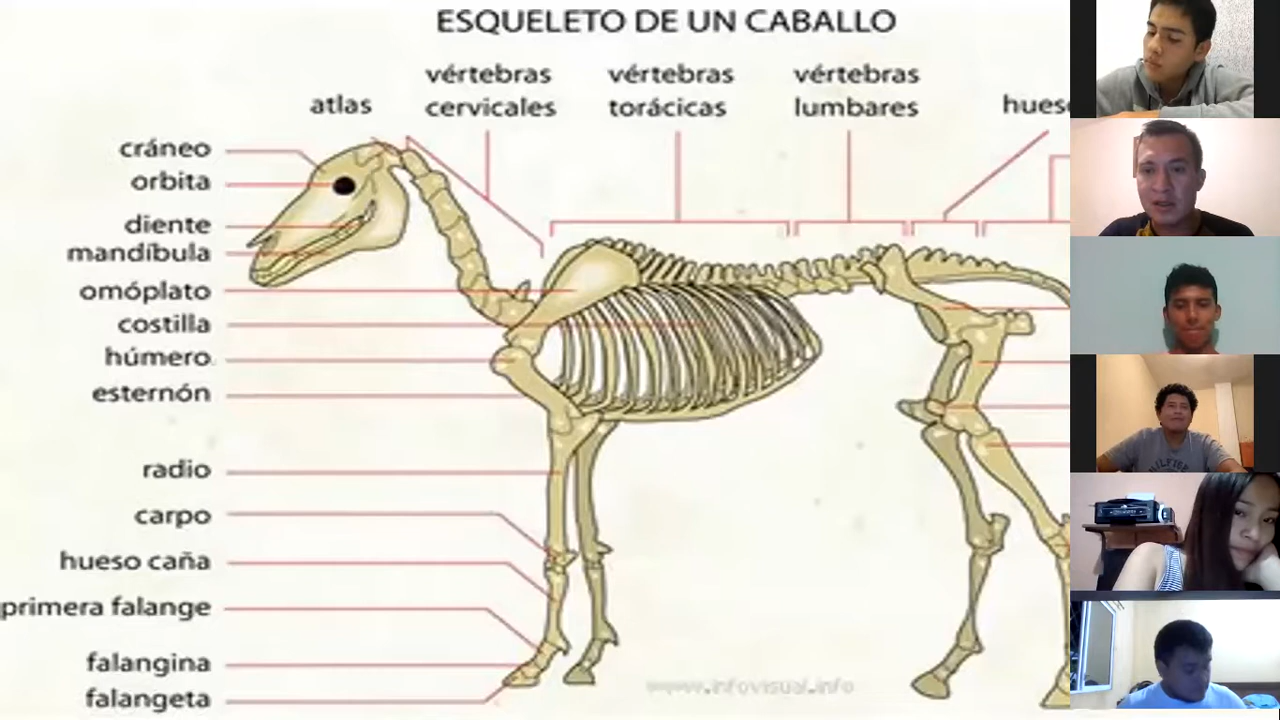 ESQUELETO DE UN CABALLO
vértebras
cervicales
vértebras
torácicas
vértebras
lumbares
atlas
cráneo
orbita
diente
mandíbula
omóplato
costilla
húmero
esternón
radio
carpo
hueso caña
primera falange
falangina
falangeta
www.infovisual.info